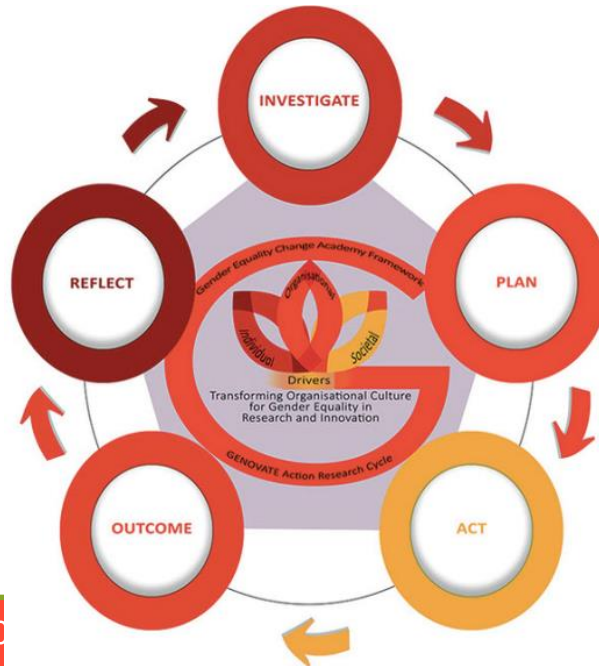 INVESTIGATE
REFLECT
PLAN
Gender Equality Change Academy Framework
Individual
Organisational
Societal
Drivers
Transforming Organisational Culture
for Gender Equality in
Research and Innovation
GENOVATE Action Research Cycle
OUTCOME
ACT